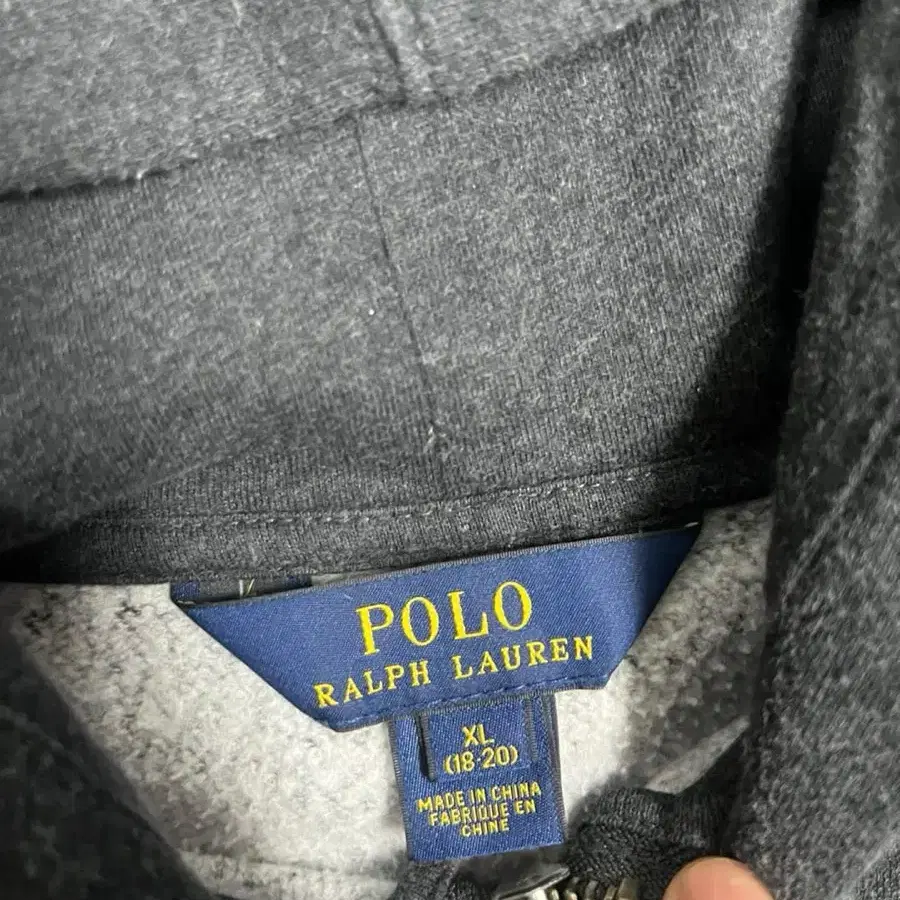 POLO
RALPH LAUREN
XL
(18-20)
MADE IN CHINA
FABRIQUE EN
CHINE